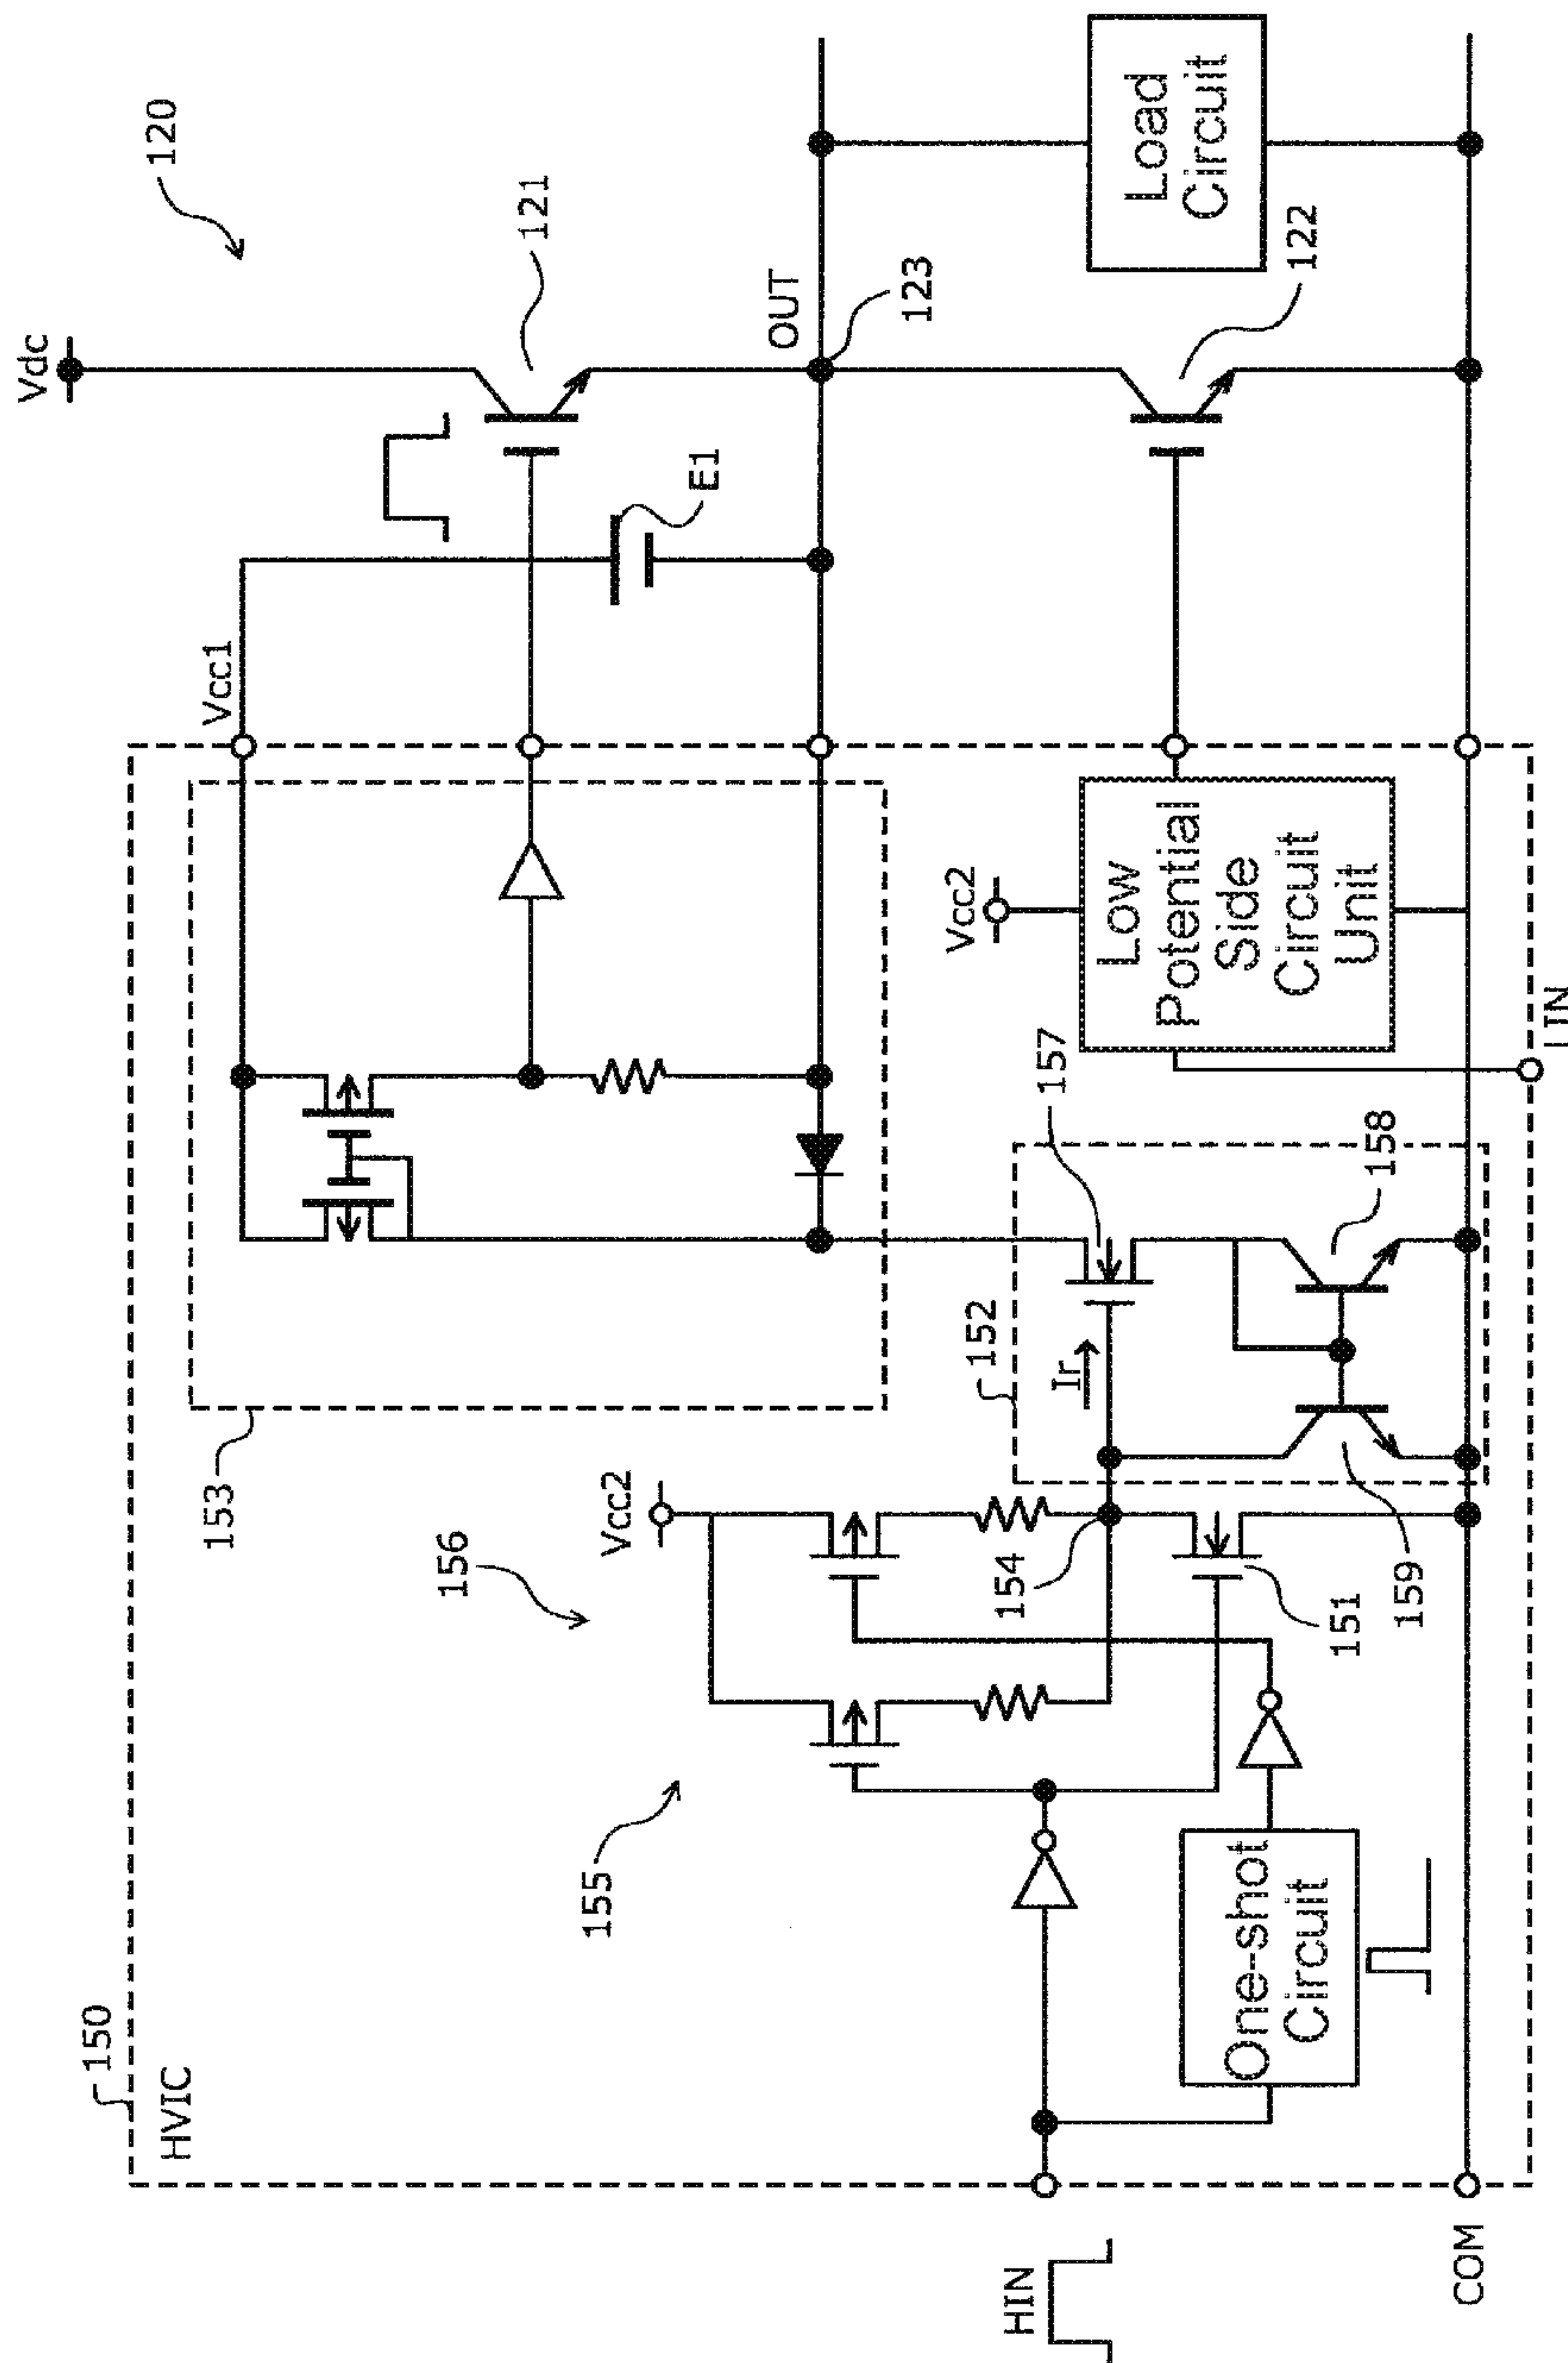 120
Vdc
121
Vcc1
E1
OUT
123
Load
Circuit
122
Vcc2
Low
Potential
Side
Circuit
Unit
LIN
153
157
152
Ir
158
156
Vcc2
154
151
159
155
One-shot
Circuit
150
HVIC
HIN
COM